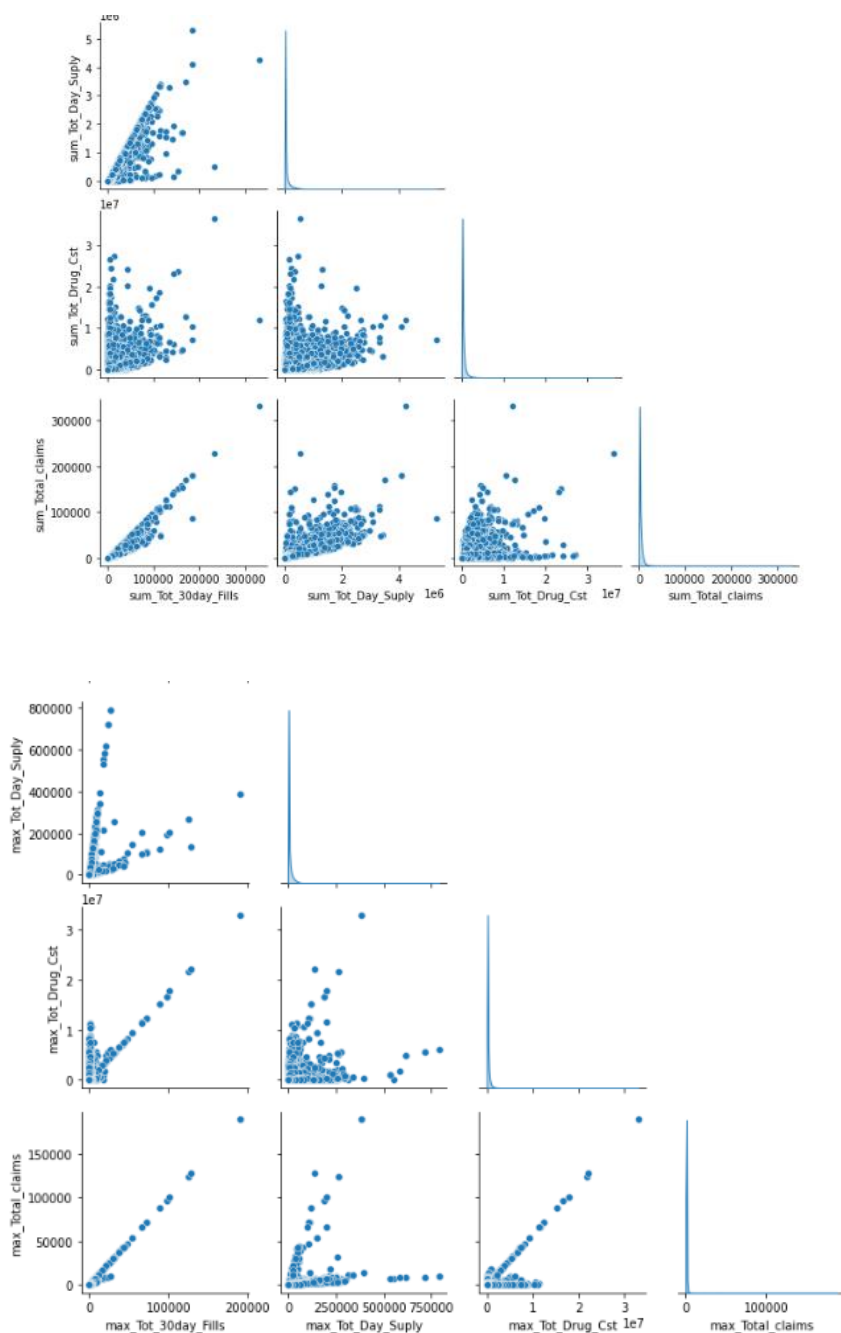 1e6
5
4
3
2
1
0
sum_Tot_Day_Suply
1e7
3
2
1
0
sum_Tot_Drug_Cst
300000
200000
100000
0
sum_Total_claims
0 100000 200000 300000 0 2 4 0 1 2 3 0 100000 200000 300000
sum_Tot_30day_Fills sum_Tot_Day_Suply 1e6 sum_Tot_Drug_Cst 1e7 sum_Total_claims
800000
600000
400000
200000
0
max_Tot_Day_Suply
1e7
3
2
1
0
max_Tot_Drug_Cst
150000
100000
50000
0
max_Total_claims
0 100000 200000 0 250000 500000 750000 0 1 2 3 0 100000
max_Tot_30day_Fills max_Tot_Day_Suply max_Tot_Drug_Cst 1e7 max_Total_claims